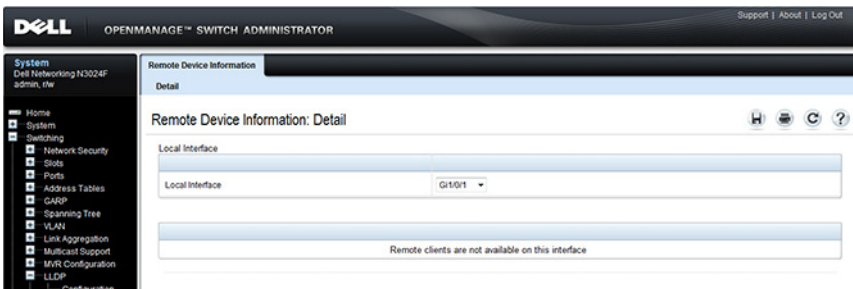 Support | About | Log Out
DELL OPENMANAGE™ SWITCH ADMINISTRATOR
System
Dell Networking N3024F
admin, r/w
Home
System
Switching
Network Security
Slots
Ports
Address Tables
GARP
Spanning Tree
VLAN
Link Aggregation
Multicast Support
MVR Configuration
LLDP
Configuration
Remote Device Information
Detail
Remote Device Information: Detail
Local Interface
Local Interface Gi1/0/1
Remote clients are not available on this interface